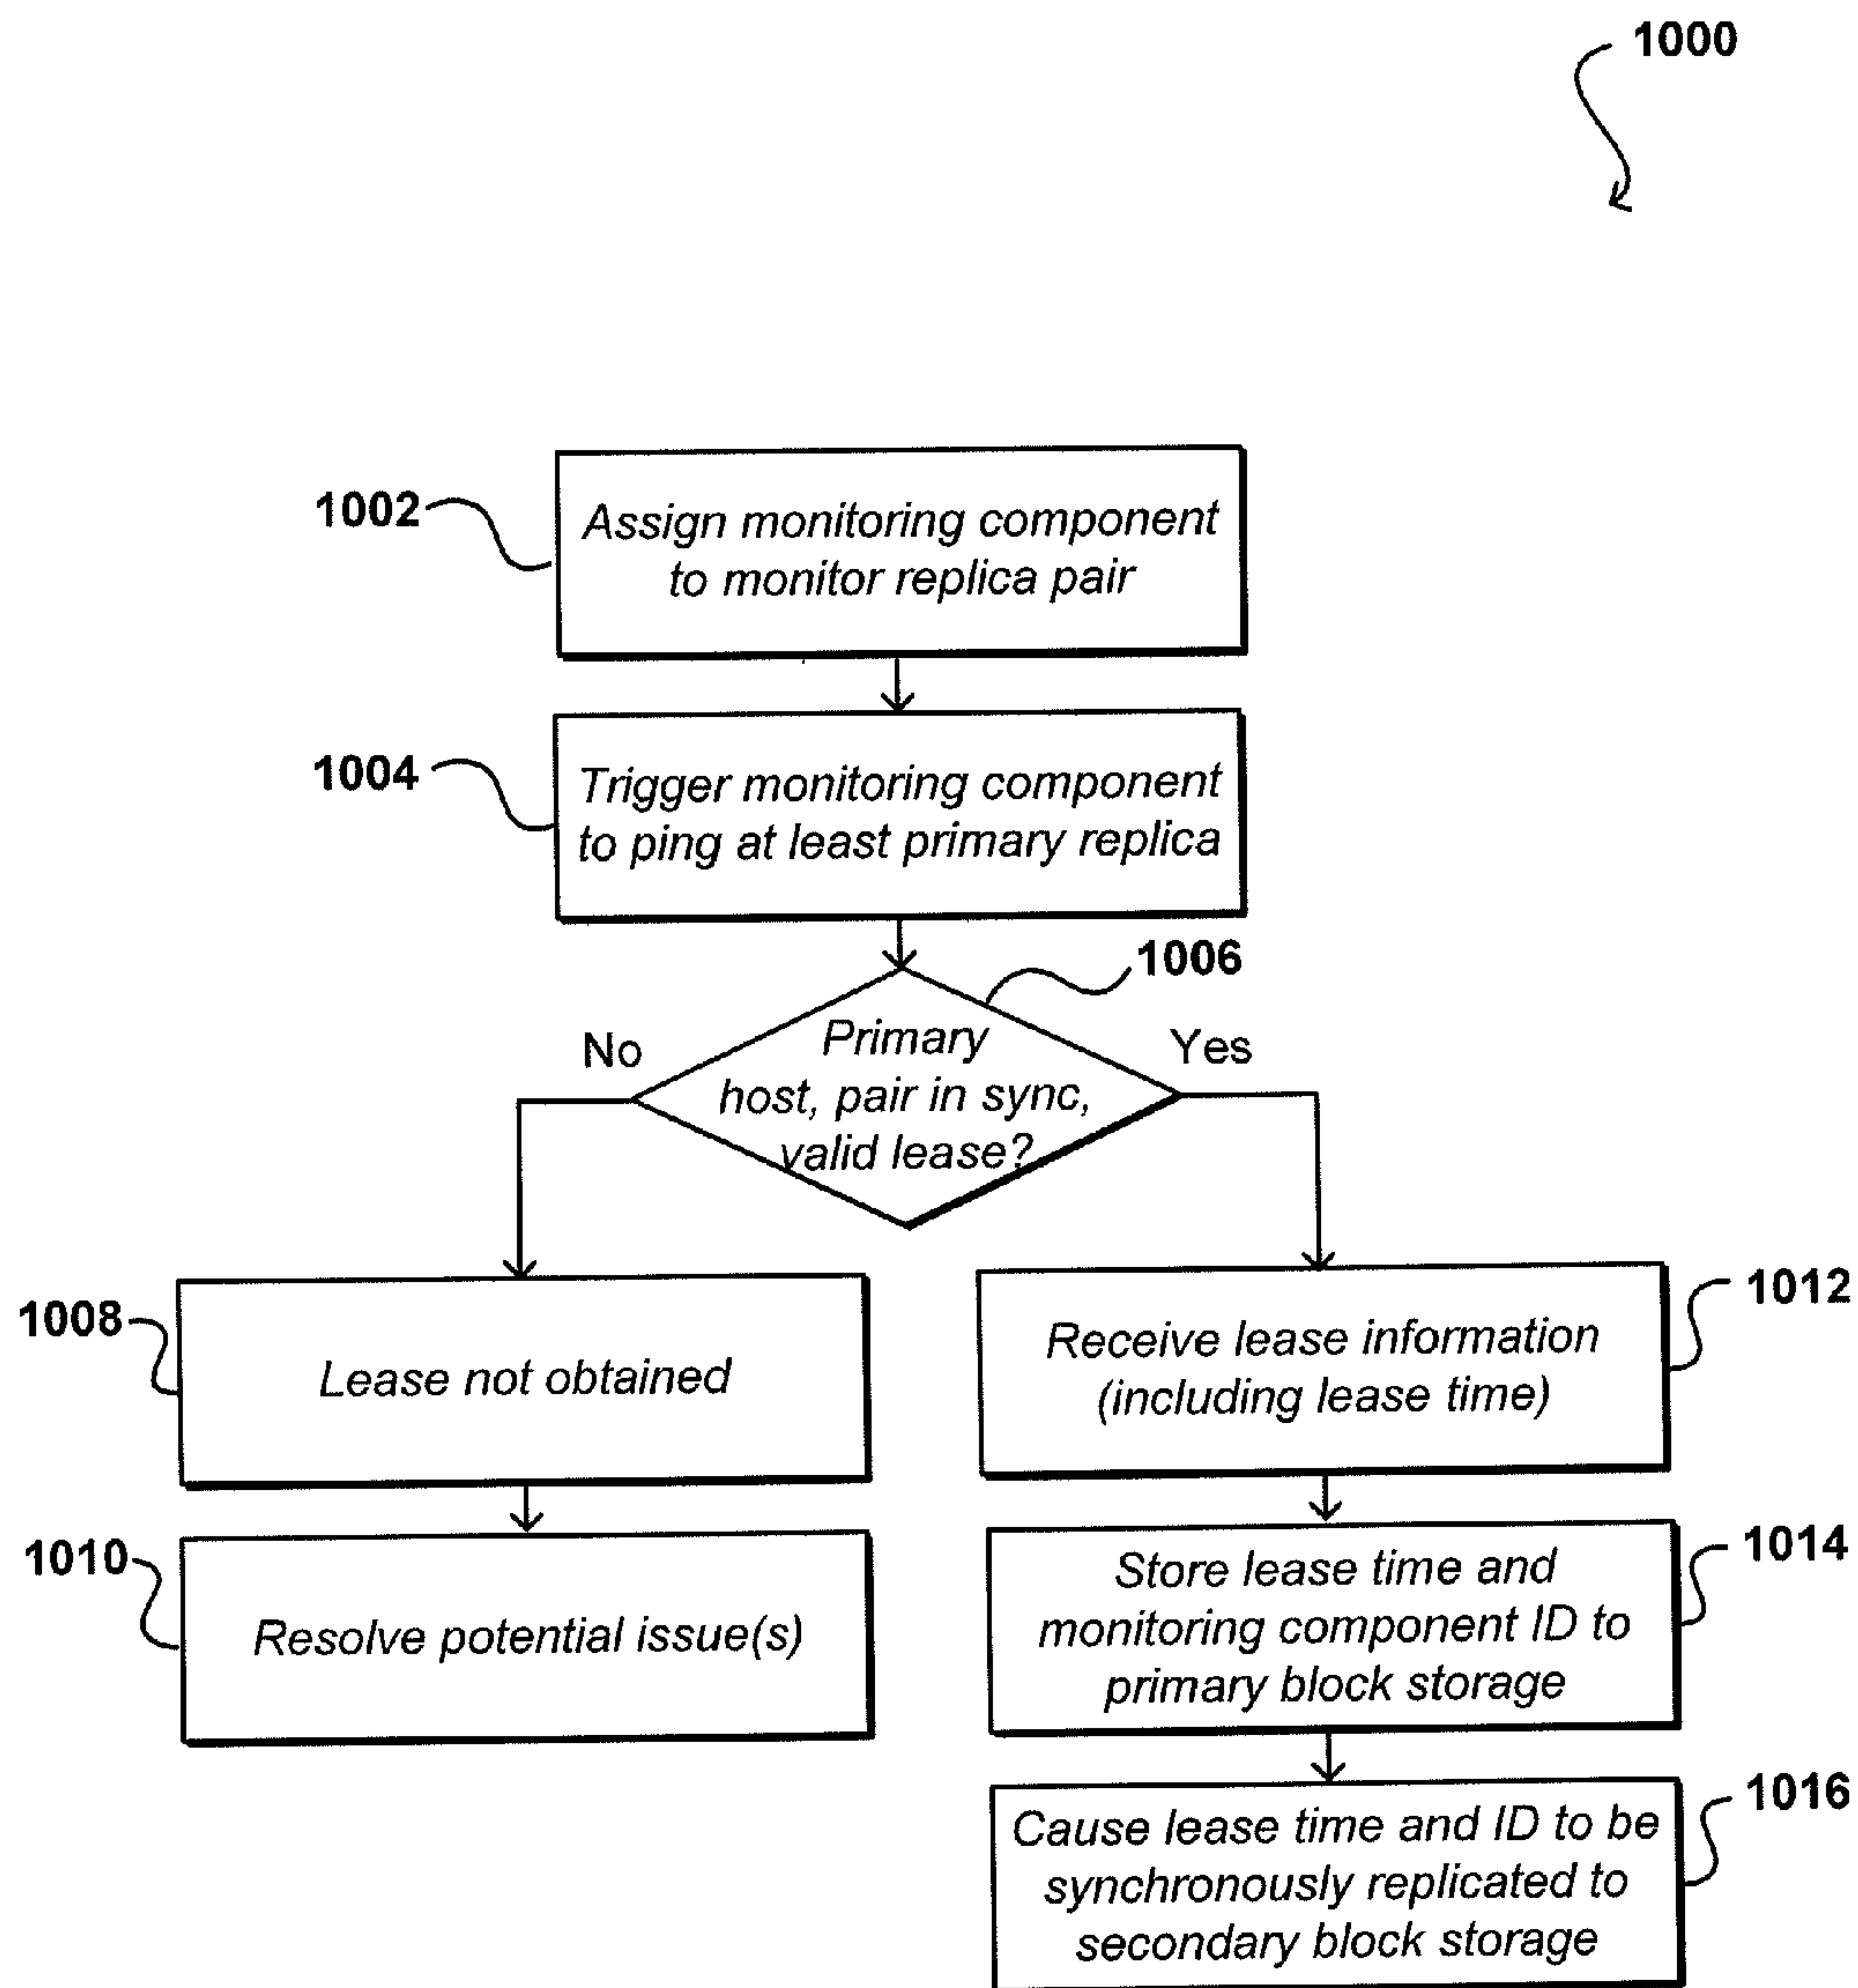 1000
1002
Assign monitoring component
to monitor replica pair
1004
Trigger monitoring component
to ping at least primary replica
1006
No
Yes
Primary
host, pair in sync,
valid lease?
1008
Lease not obtained
1012
Receive lease information
(including lease time)
1010
Resolve potential issue(s)
1014
Store lease time and
monitoring component ID to
primary block storage
1016
Cause lease time and ID to be
synchronously replicated to
secondary block storage